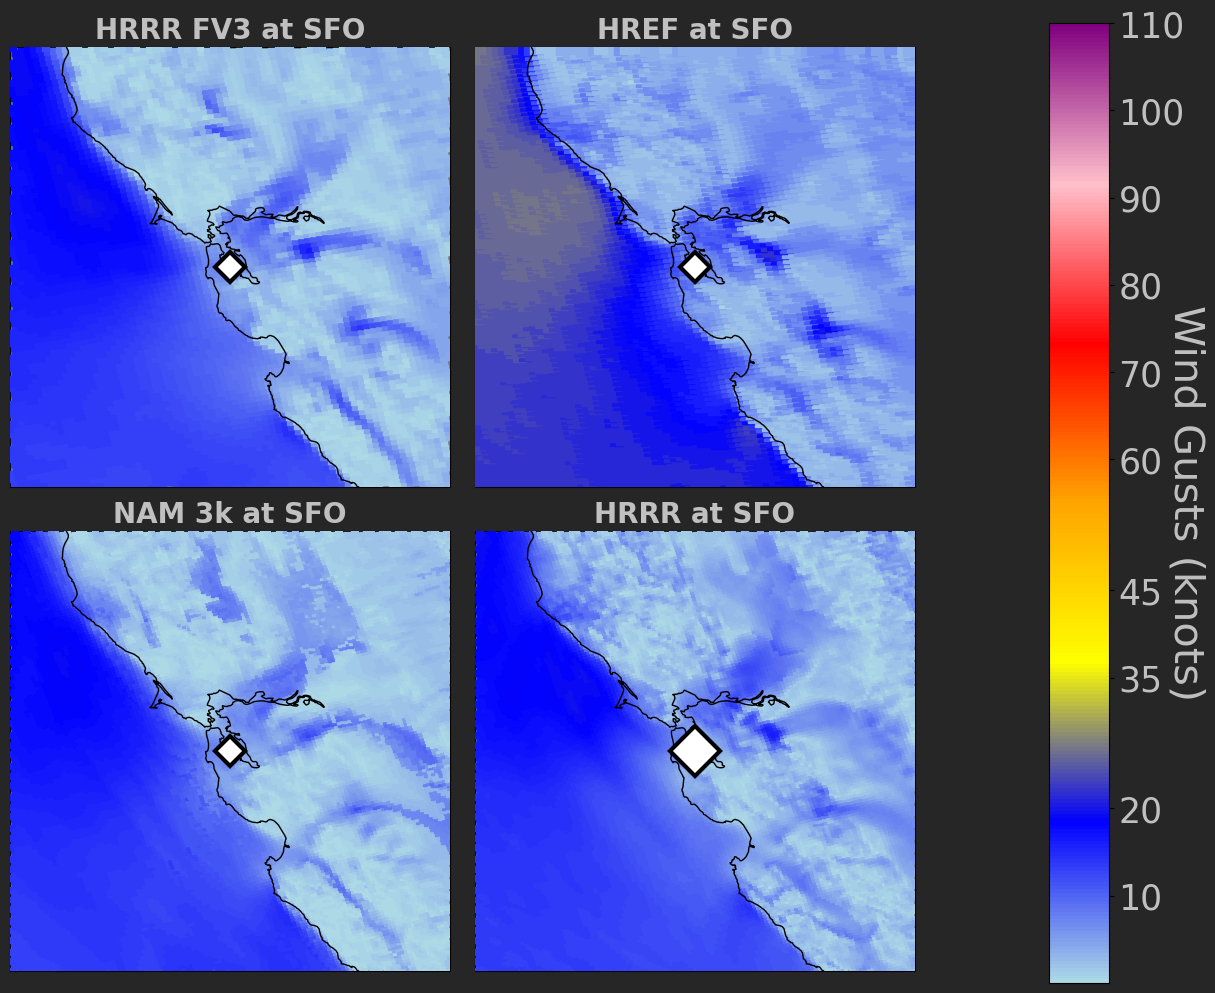 HRRR FV3 at SFO
HREF at SFO
NAM 3k at SFO
HRRR at SFO
110
100
90
80
70
60
45
35
20
10
Wind Gusts (knots)